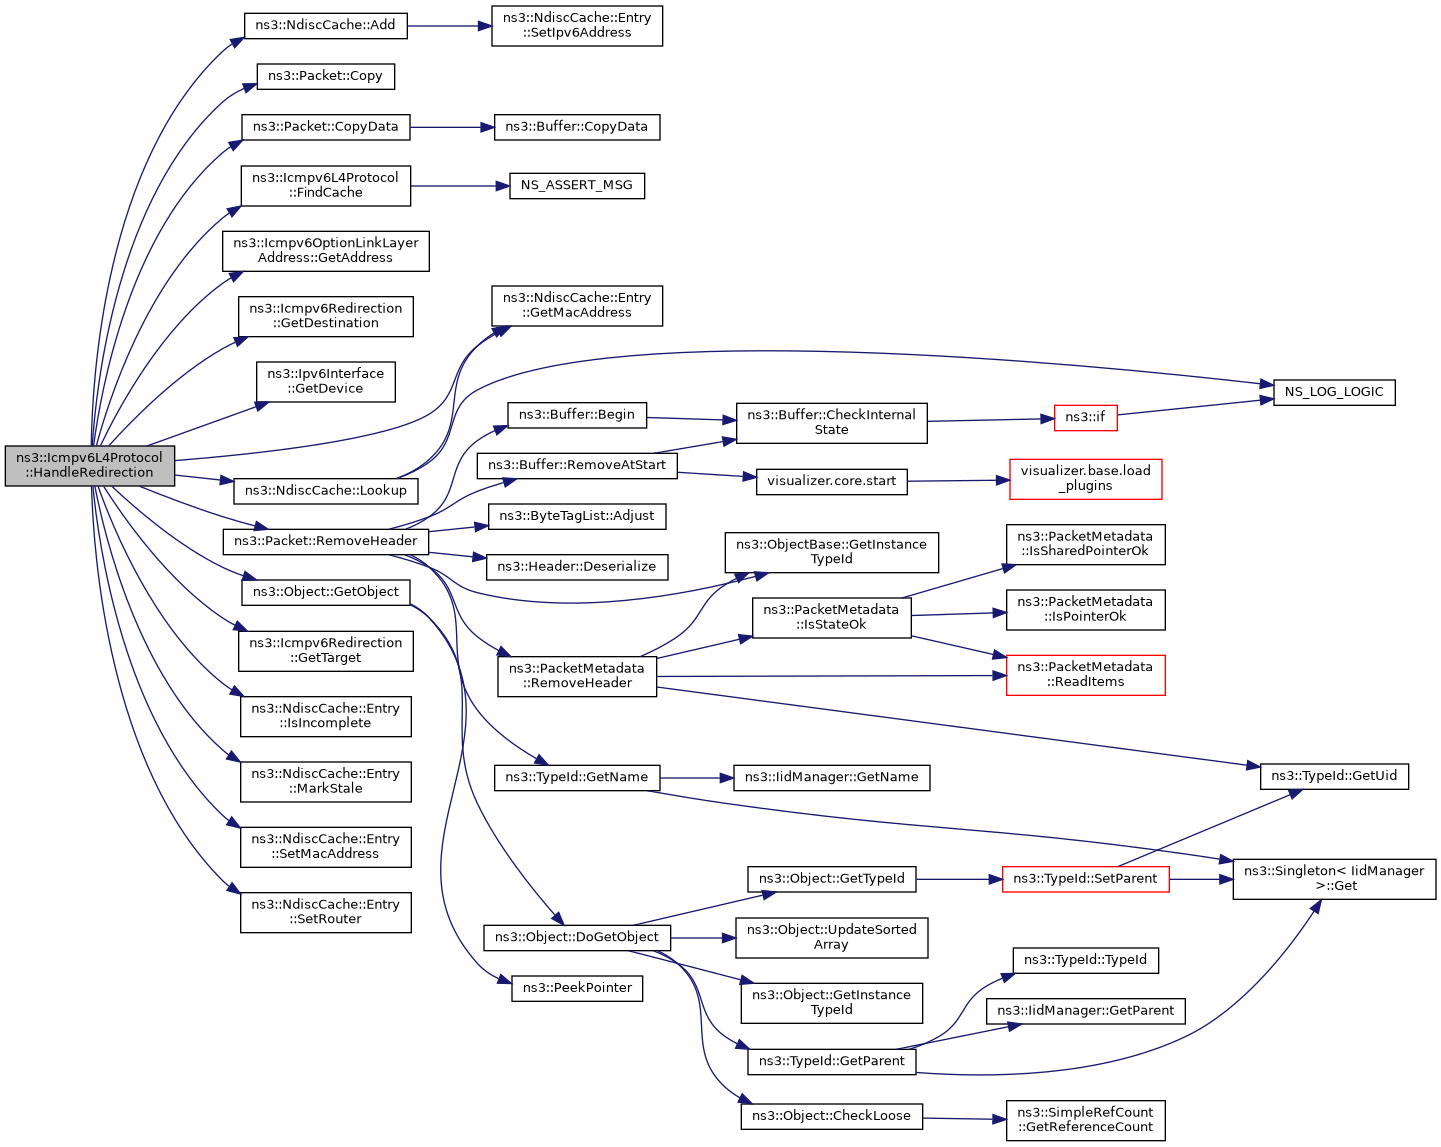 ns3::Icmpv6L4Protocol
::HandleRedirection
ns3::NdiscCache::Add
ns3::NdiscCache::Entry
::SetIpv6Address
ns3::Packet::Copy
ns3::Packet::CopyData
ns3::Buffer::CopyData
ns3::Icmpv6L4Protocol
::FindCache
NS_ASSERT_MSG
ns3::Icmpv6OptionLinkLayer
Address::GetAddress
ns3::Icmpv6Redirection
::GetDestination
ns3::Ipv6Interface
::GetDevice
ns3::NdiscCache::Entry
::GetMacAddress
ns3::NdiscCache::Lookup
NS_LOG_LOGIC
ns3::Packet::RemoveHeader
ns3::Buffer::Begin
ns3::Buffer::CheckInternal
State
ns3::if
ns3::Buffer::RemoveAtStart
visualizer.core.start
visualizer.base.load
_plugins
ns3::ByteTagList::Adjust
ns3::Header::Deserialize
ns3::ObjectBase::GetInstance
TypeId
ns3::PacketMetadata
::RemoveHeader
ns3::PacketMetadata
::IsStateOk
ns3::PacketMetadata
::IsSharedPointerOk
ns3::PacketMetadata
::IsPointerOk
ns3::PacketMetadata
::ReadItems
ns3::TypeId::GetUid
ns3::TypeId::GetName
ns3::IidManager::GetName
ns3::Singleton< IidManager
>::Get
ns3::Object::GetObject
ns3::Object::DoGetObject
ns3::Object::GetTypeId
ns3::TypeId::SetParent
ns3::Object::UpdateSorted
Array
ns3::Object::GetInstance
TypeId
ns3::TypeId::GetParent
ns3::TypeId::TypeId
ns3::IidManager::GetParent
ns3::Object::CheckLoose
ns3::SimpleRefCount
::GetReferenceCount
ns3::PeekPointer
ns3::Icmpv6Redirection
::GetTarget
ns3::NdiscCache::Entry
::IsIncomplete
ns3::NdiscCache::Entry
::MarkStale
ns3::NdiscCache::Entry
::SetMacAddress
ns3::NdiscCache::Entry
::SetRouter